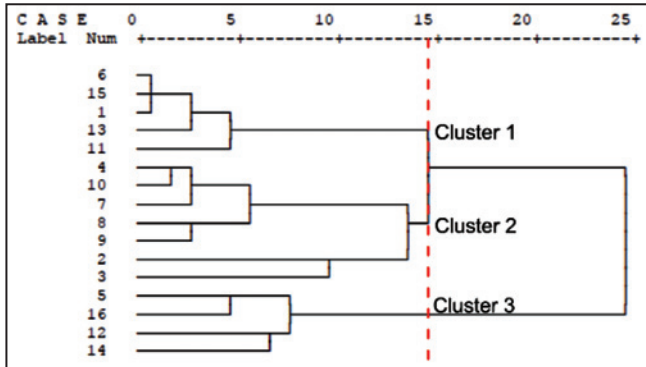 C A S E 0 5 10 15 20 25
Label Num +---------+---------+---------+---------+---------+
6
15
1
13 Cluster 1
11
4
10
7
8 Cluster 2
9
2
3
5 Cluster 3
16
12
14